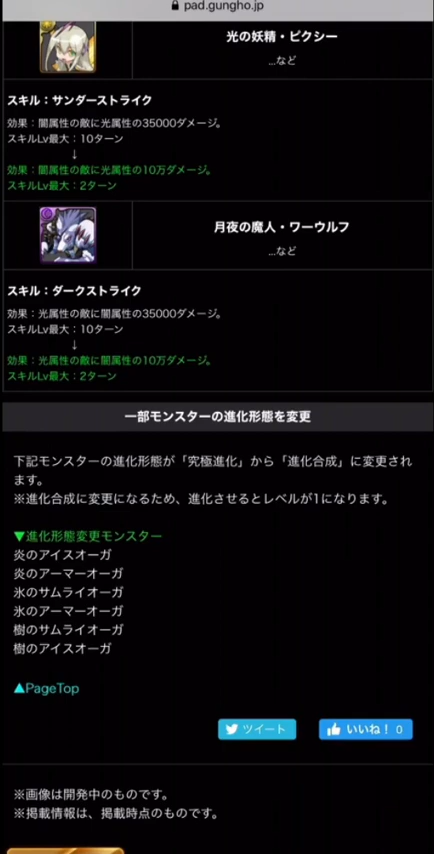 pad.gungho.jp
光の妖精・ピクシー
...など
スキル：サンダーストライク
効果：闇属性の敵に光属性の35000ダメージ。
スキルLv最大：10ターン
↓
効果：闇属性の敵に光属性の10万ダメージ。
スキルLv最大：2ターン
月夜の魔人・ワーウルフ
...など
スキル：ダークストライク
効果：光属性の敵に闇属性の35000ダメージ。
スキルLv最大：10ターン
↓
効果：光属性の敵に闇属性の10万ダメージ。
スキルLv最大：2ターン
一部モンスターの進化形態を変更
下記モンスターの進化形態が「究極進化」から「進化合成」に変更され
ます。
※進化合成に変更になるため、進化させるとレベルが1になります。
▼進化形態変更モンスター
炎のアイスオーガ
炎のアーマーオーガ
氷のサムライオーガ
氷のアーマーオーガ
樹のサムライオーガ
樹のアイスオーガ
▲PageTop
ツイート
いいね！ 0
※画像は開発中のものです。
※掲載情報は、掲載時点のものです。